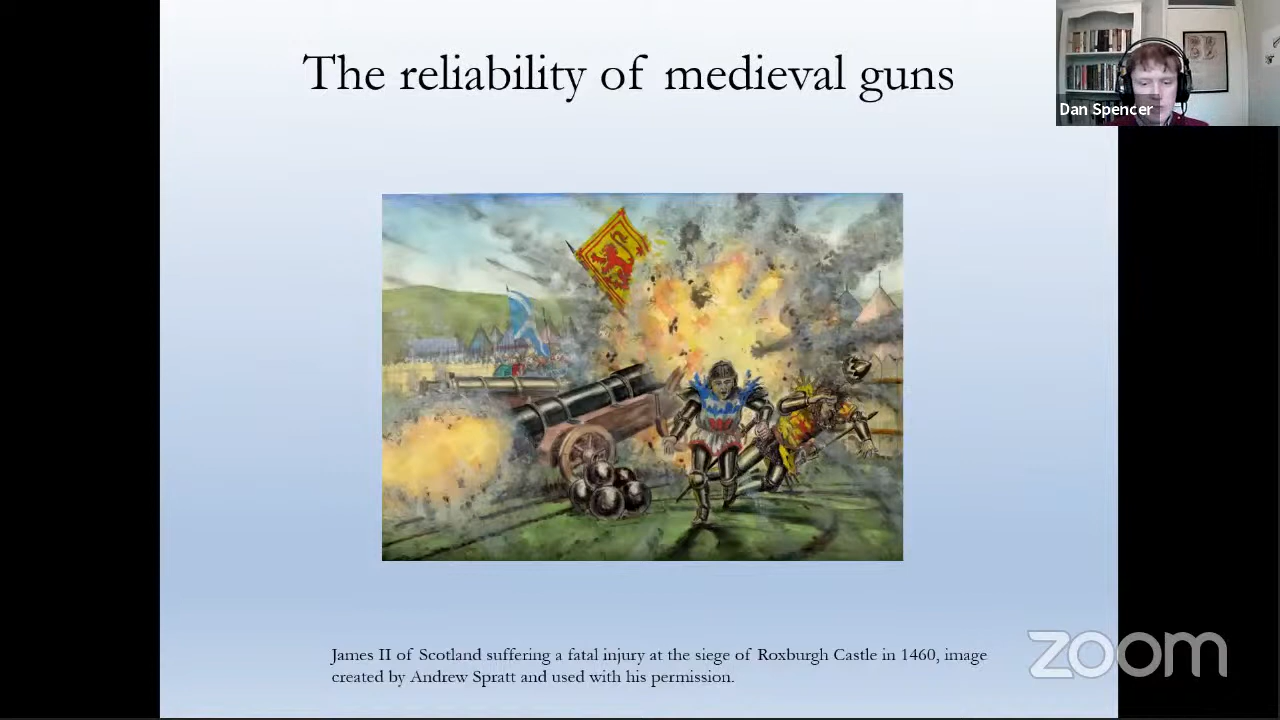 The reliability of medieval guns
Dan Spencer
James II of Scotland suffering a fatal injury at the siege of Roxburgh Castle in 1460, image
created by Andrew Spratt and used with his permission.
zoom